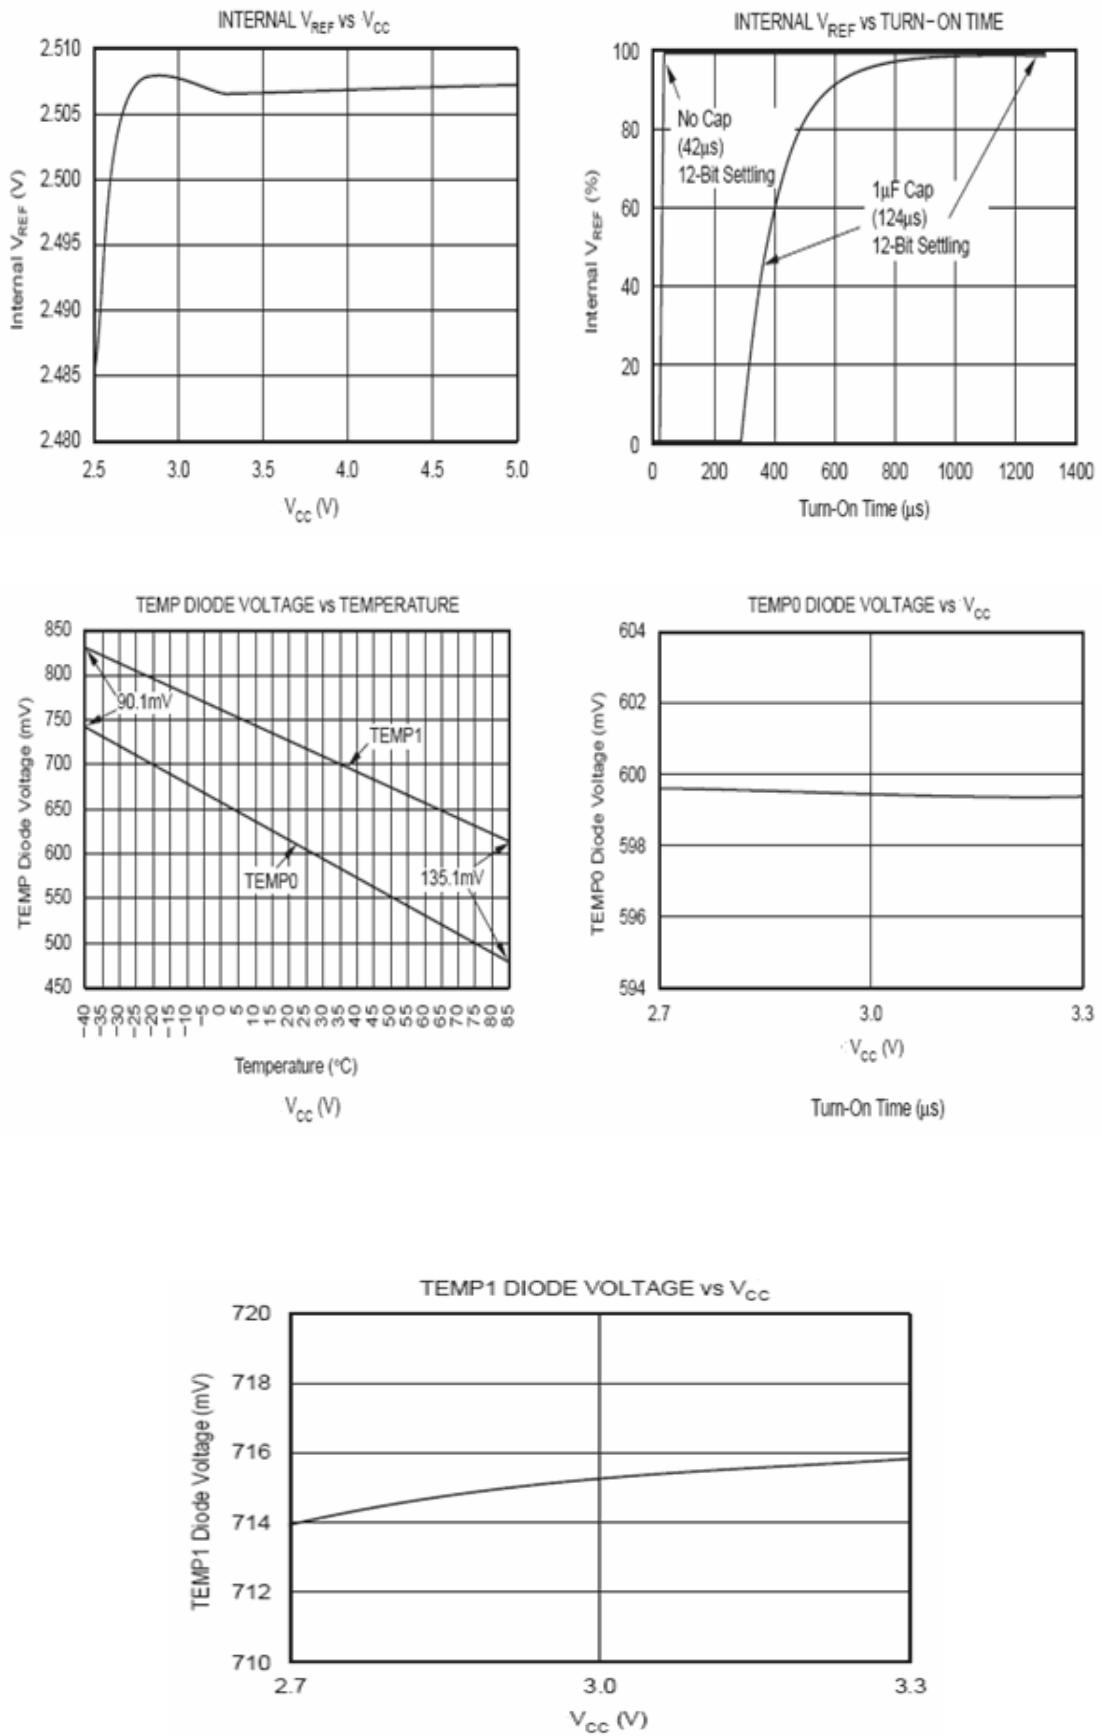 INTERNAL VREF vs VCC
2.510
2.505
2.500
2.495
2.490
2.485
2.480
Internal VREF (V)
2.5 3.0 3.5 4.0 4.5 5.0
VCC (V)
INTERNAL VREF vs TURN-ON TIME
100
80
60
40
20
0
Internal VREF (%)
No Cap
(42µs)
12-Bit Settling
1µF Cap
(124µs)
12-Bit Settling
0 200 400 600 800 1000 1200 1400
Turn-On Time (µs)
TEMP DIODE VOLTAGE vs TEMPERATURE
850
800
750
700
650
600
550
500
450
TEMP Diode Voltage (mV)
90.1mV
TEMP1
TEMP0
135.1mV
-40 -35 -30 -25 -20 -15 -10 -5 0 5 10 15 20 25 30 35 40 45 50 55 60 65 70 75 80 85
Temperature (°C)
VCC (V)
TEMP0 DIODE VOLTAGE vs VCC
604
602
600
598
596
594
TEMP0 Diode Voltage (mV)
2.7 3.0 3.3
VCC (V)
Turn-On Time (µs)
TEMP1 DIODE VOLTAGE vs VCC
720
718
716
714
712
710
TEMP1 Diode Voltage (mV)
2.7 3.0 3.3
VCC (V)